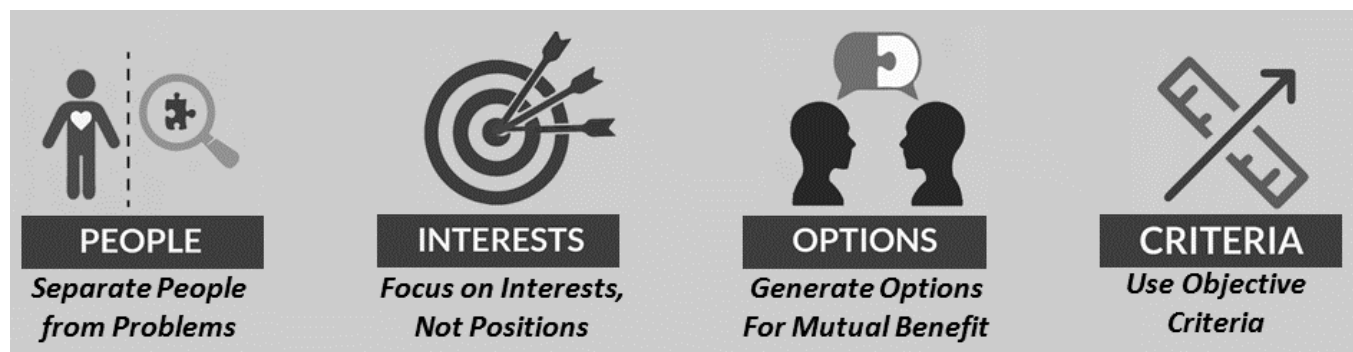 PEOPLE
Separate People
from Problems
INTERESTS
Focus on Interests,
Not Positions
OPTIONS
Generate Options
For Mutual Benefit
CRITERIA
Use Objective
Criteria